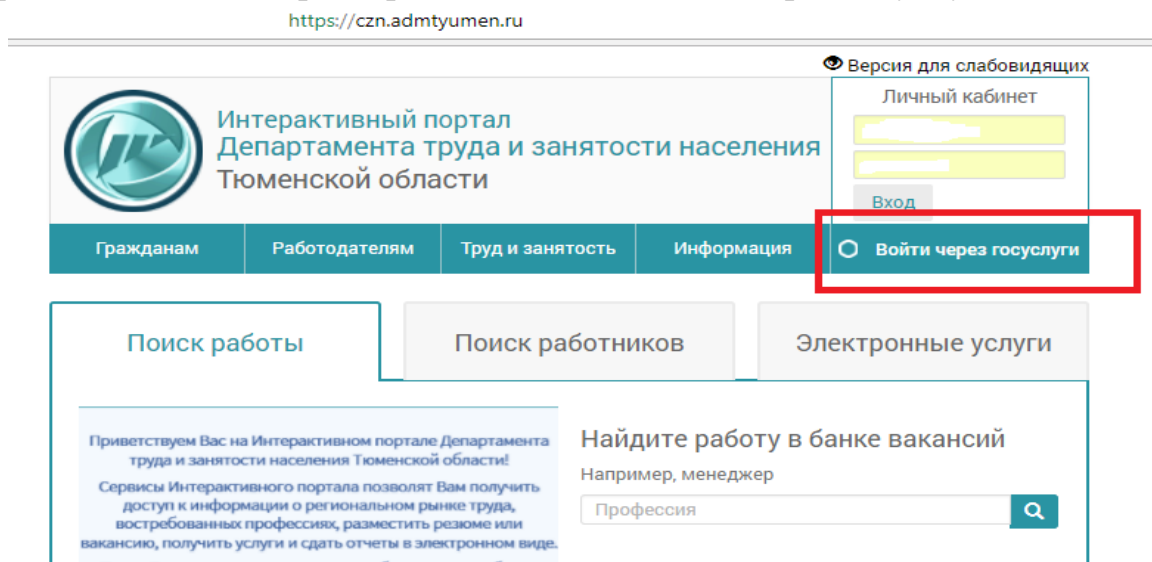 https://czn.admtyumen.ru
Версия для слабовидящих
Личный кабинет
Интерактивный портал
Департамента труда и занятости населения
Тюменской области
Вход
Гражданам Работодателям Труд и занятость Информация Войти через госуслуги
Поиск работы Поиск работников Электронные услуги
Приветствуем Вас на Интерактивном портале Департамента
труда и занятости населения Тюменской области!
Сервисы Интерактивного портала позволят Вам получить
доступ к информации о региональном рынке труда,
востребованных профессиях, разместить резюме или
вакансию, получить услуги и сдать отчеты в электронном виде.
Найдите работу в банке вакансий
Например, менеджер
Профессия